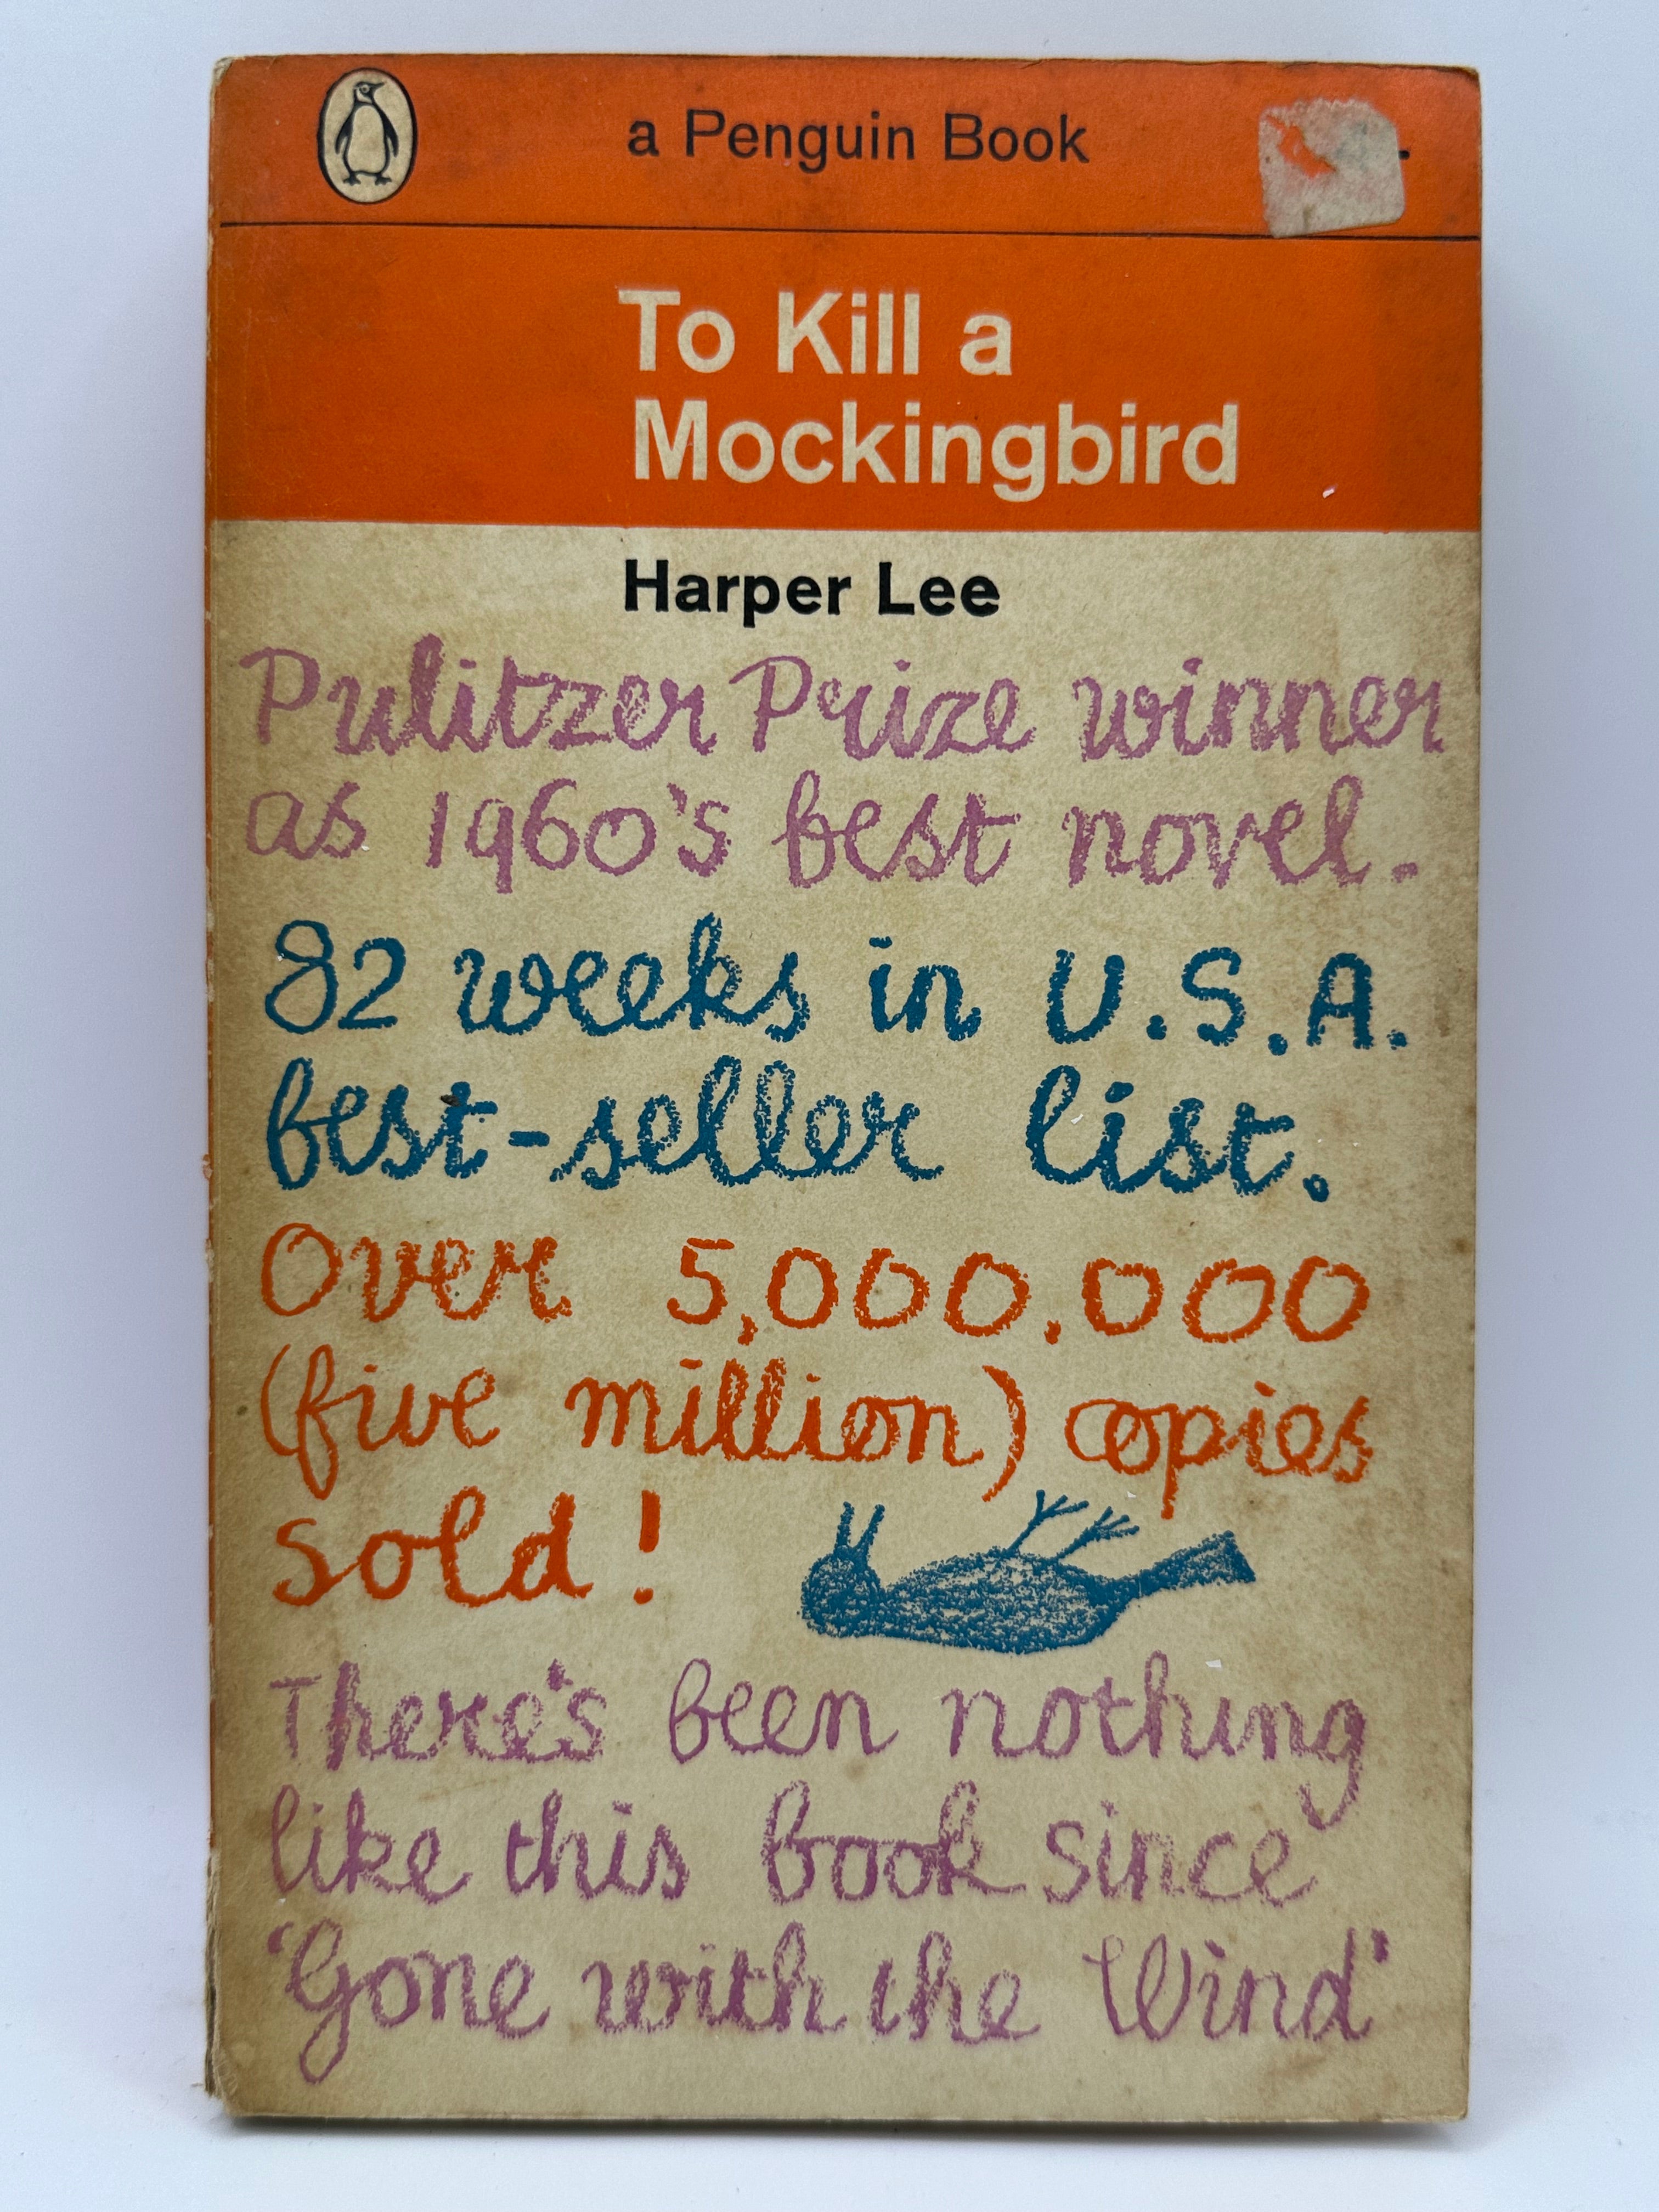 a Penguin Book
To Kill a
Mockingbird
Harper Lee
Pulitzer Prize winner
as 1960's best novel.
82 weeks in U.S.A.
best-seller list.
Over 5,000,000
(five million) copies
sold!
There's been nothing
like this book since
'Gone with the Wind'